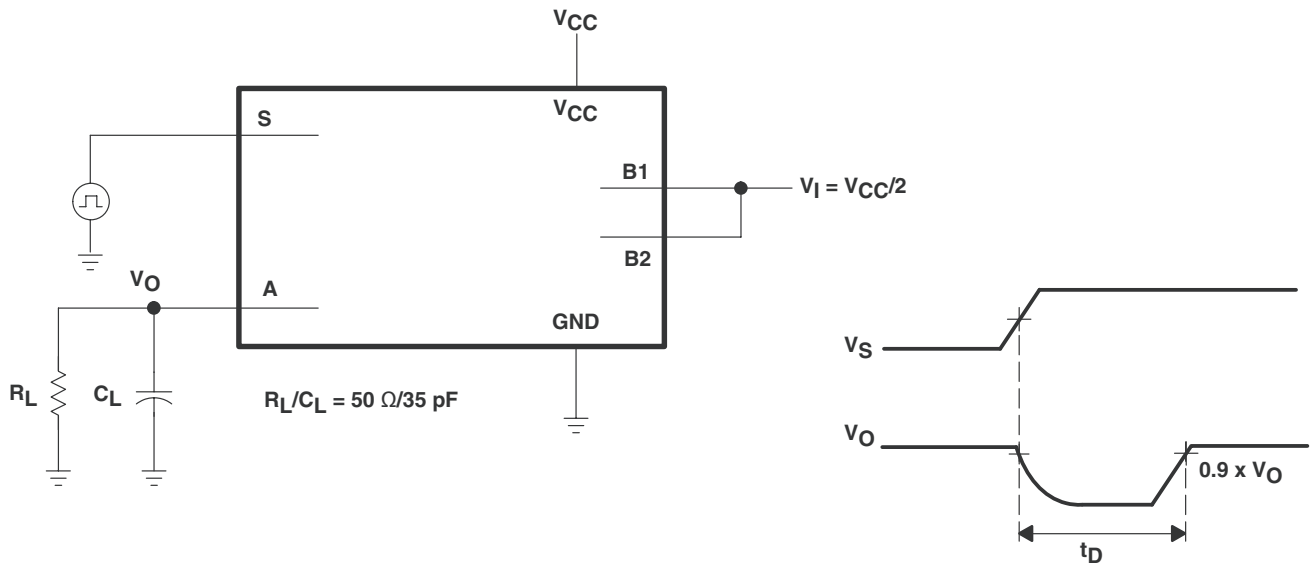 VCC
VCC
S
B1
VI = VCC/2
B2
VO
A
GND
RL
CL
RL/CL = 50 Ω/35 pF
VS
VO
0.9 x VO
tD